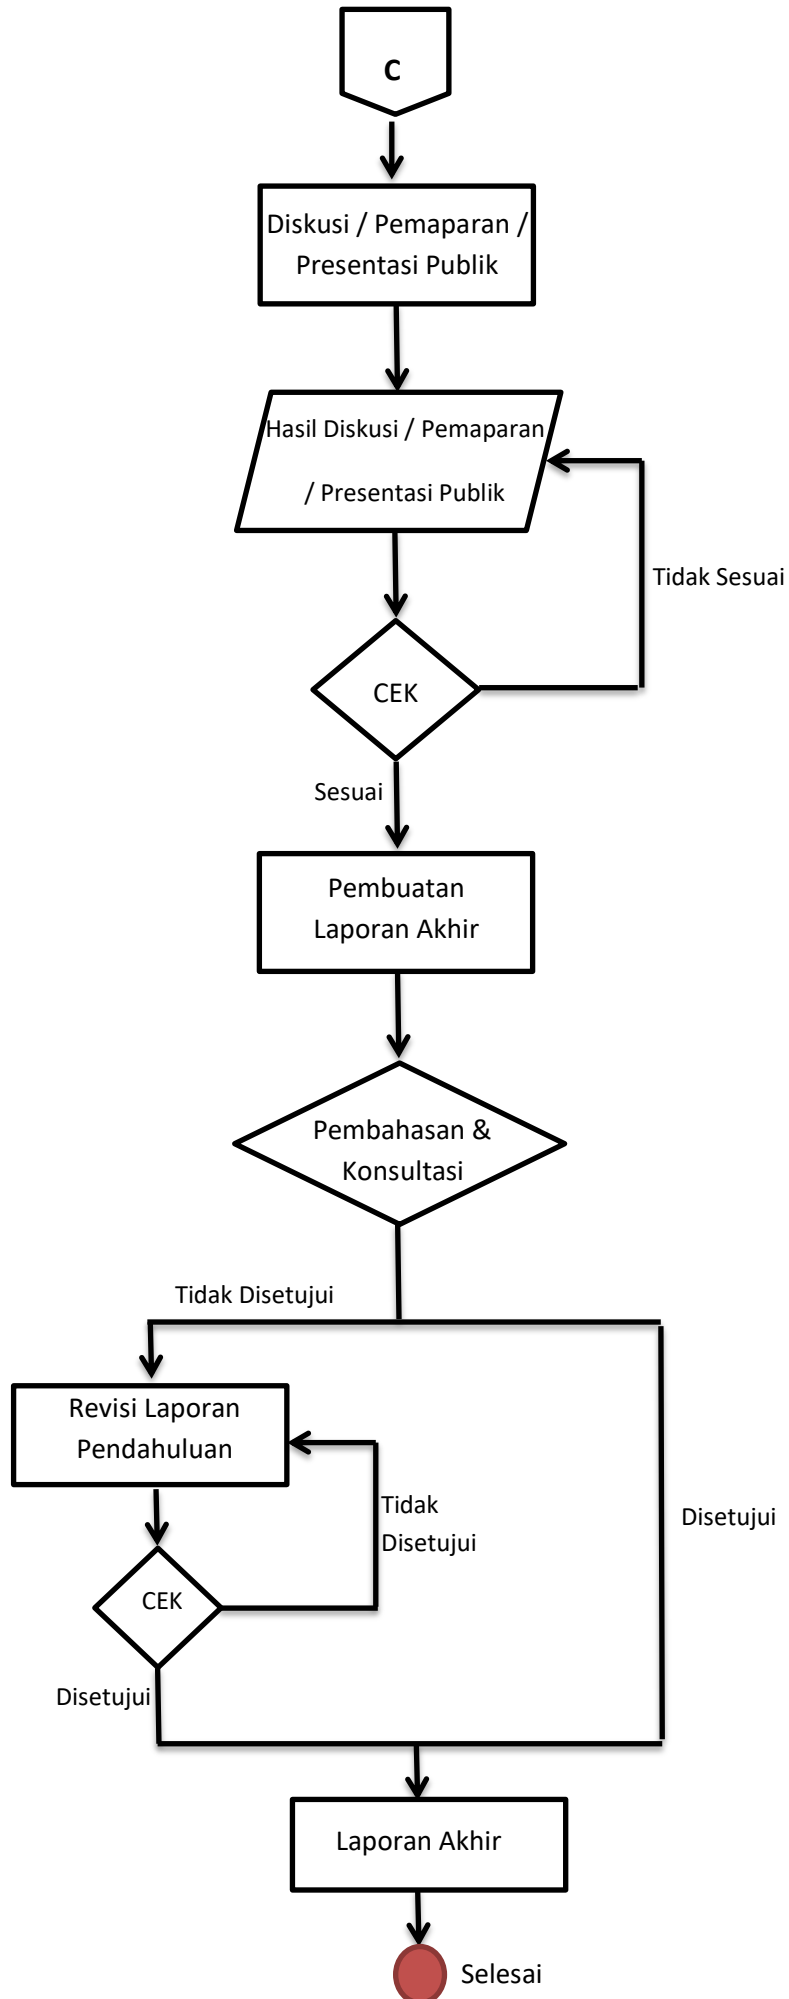 C
Diskusi / Pemaparan /
Presentasi Publik
Hasil Diskusi / Pemaparan
/ Presentasi Publik
Tidak Sesuai
CEK
Sesuai
Pembuatan
Laporan Akhir
Pembahasan &
Konsultasi
Tidak Disetujui
Revisi Laporan
Pendahuluan
Tidak
Disetujui
Disetujui
CEK
Disetujui
Laporan Akhir
Selesai